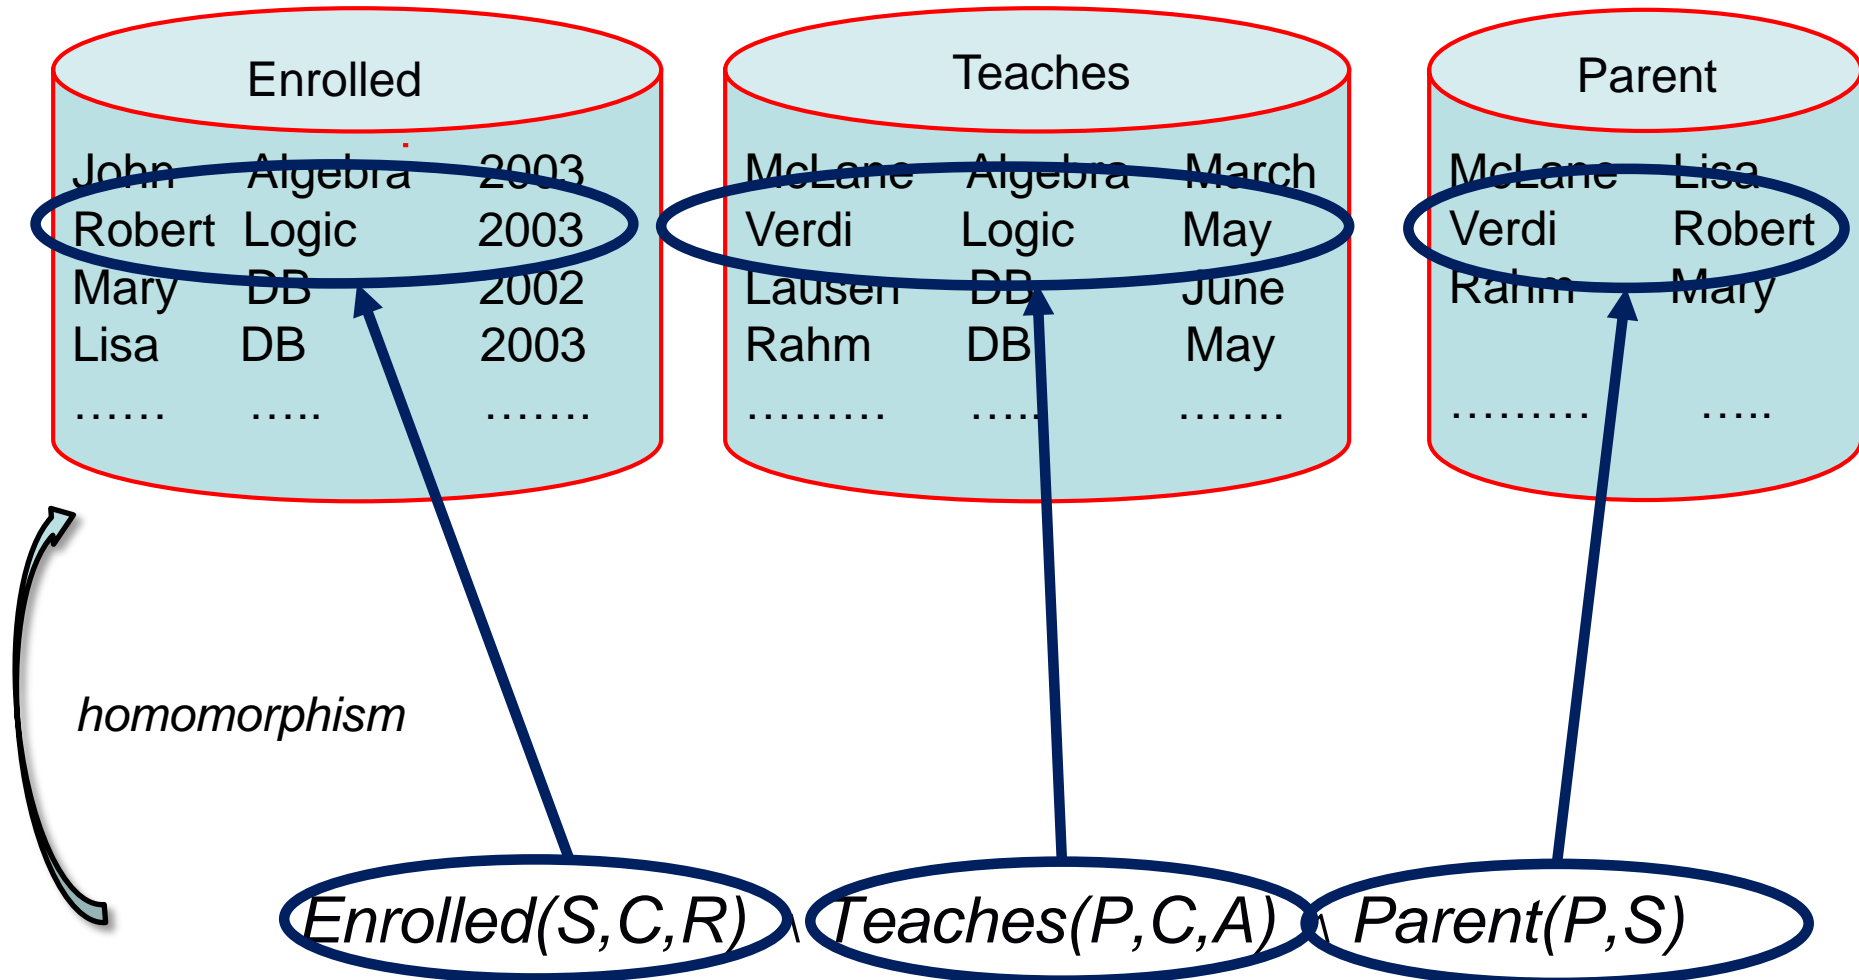 Enrolled
John Algebra 2003
Robert Logic 2003
Mary DB 2002
Lisa DB 2003
...... ..... .......
Teaches
McLane Algebra March
Verdi Logic May
Lausen DB June
Rahm DB May
......... ..... .......
Parent
McLane Lisa
Verdi Robert
Rahm Mary
......... .....
homomorphism
Enrolled(S,C,R) ∧ Teaches(P,C,A) ∧ Parent(P,S)